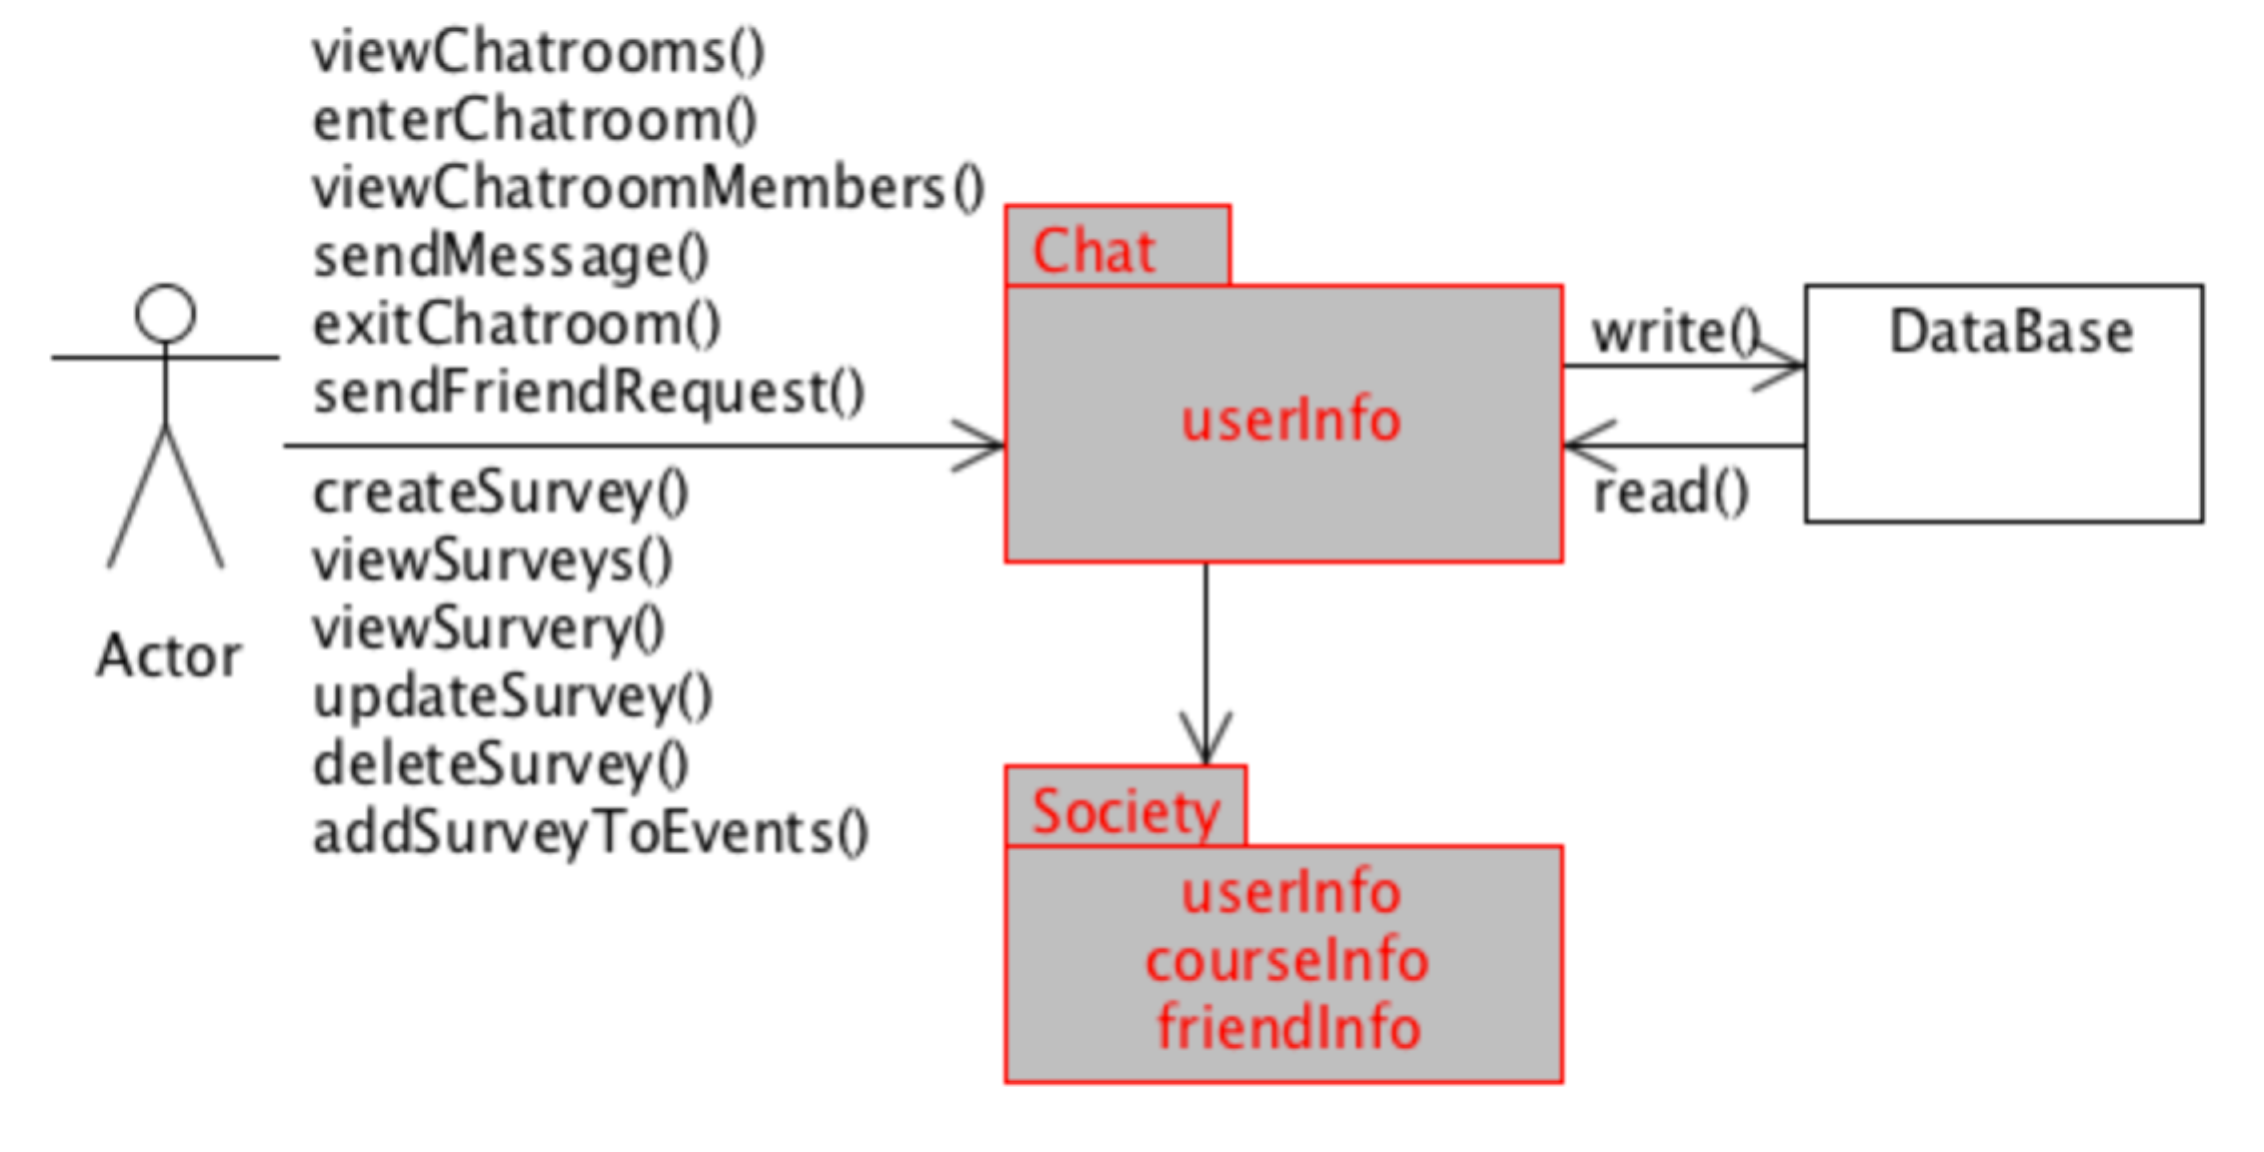 viewChatrooms()
enterChatroom()
viewChatroomMembers()
sendMessage()
exitChatroom()
sendFriendRequest()
createSurvey()
viewSurveys()
viewSurvery()
updateSurvey()
deleteSurvey()
addSurveyToEvents()
Actor
Chat
userInfo
write()
read()
DataBase
Society
userInfo
courseInfo
friendInfo